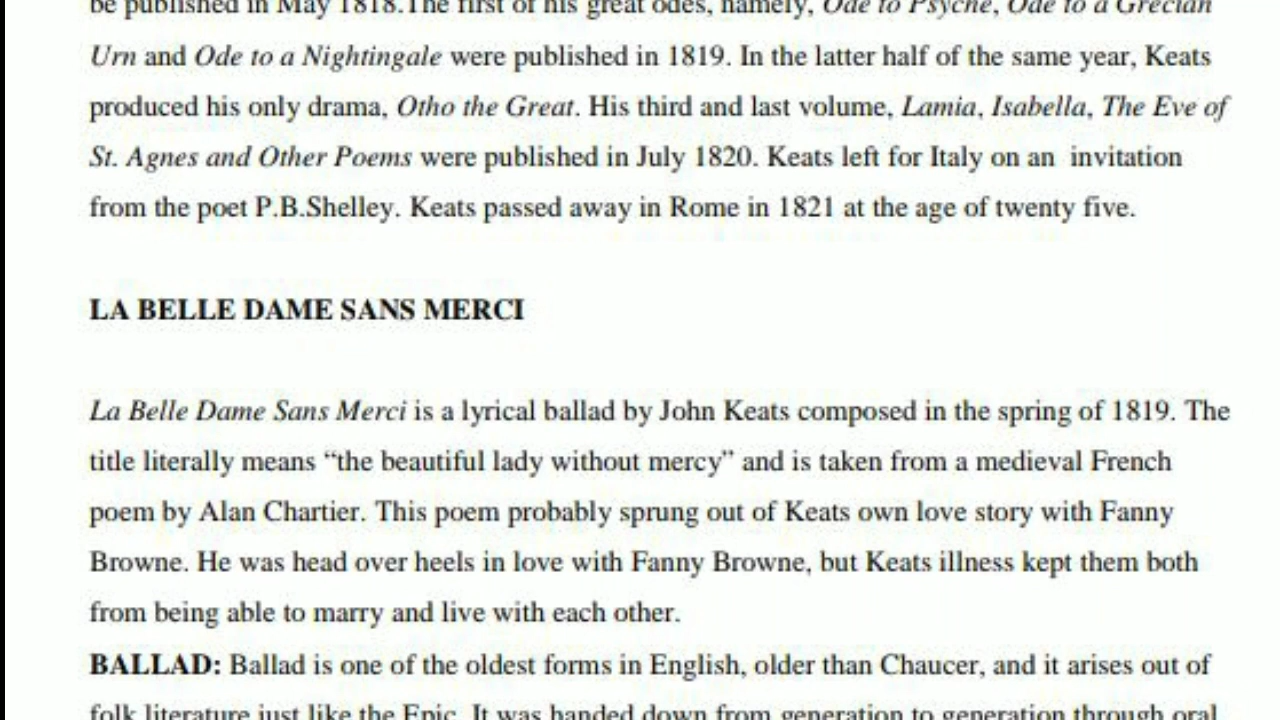 be published in May 1818.The first of his great odes, namely, Ode to Psyche, Ode to a Grecian
Urn and Ode to a Nightingale were published in 1819. In the latter half of the same year, Keats
produced his only drama, Otho the Great. His third and last volume, Lamia, Isabella, The Eve of
St. Agnes and Other Poems were published in July 1820. Keats left for Italy on an  invitation
from the poet P.B.Shelley. Keats passed away in Rome in 1821 at the age of twenty five.
LA BELLE DAME SANS MERCI
La Belle Dame Sans Merci is a lyrical ballad by John Keats composed in the spring of 1819. The
title literally means “the beautiful lady without mercy” and is taken from a medieval French
poem by Alan Chartier. This poem probably sprung out of Keats own love story with Fanny
Browne. He was head over heels in love with Fanny Browne, but Keats illness kept them both
from being able to marry and live with each other.
BALLAD: Ballad is one of the oldest forms in English, older than Chaucer, and it arises out of
folk literature just like the Epic. It was handed down from generation to generation through oral